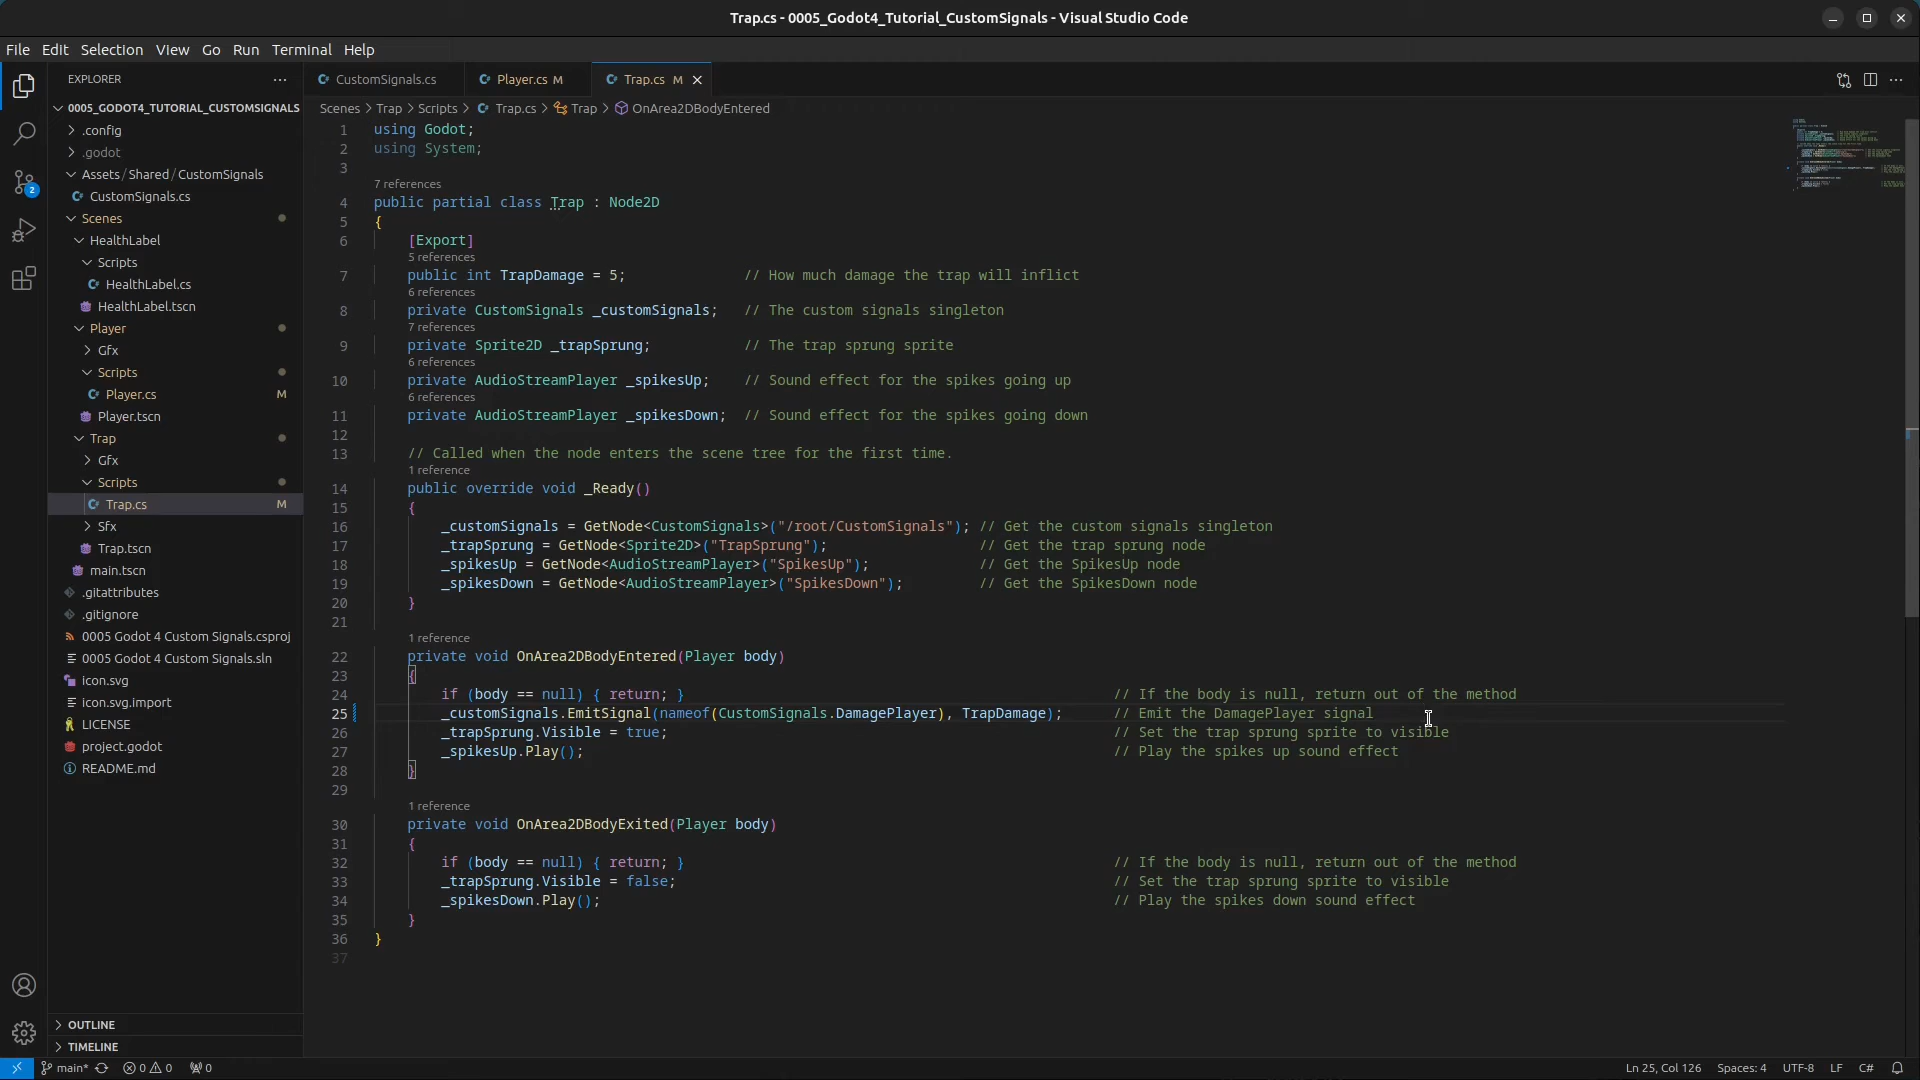 Trap.cs - 0005_Godot4_Tutorial_CustomSignals - Visual Studio Code
File Edit Selection View Go Run Terminal Help
EXPLORER
0005_GODOT4_TUTORIAL_CUSTOMSIGNALS
.config
.godot
Assets/Shared/CustomSignals
CustomSignals.cs
Scenes
HealthLabel
Scripts
HealthLabel.cs
HealthLabel.tscn
Player
Gfx
Scripts
Player.cs M
Player.tscn
Trap
Gfx
Scripts
Trap.cs M
Sfx
Trap.tscn
main.tscn
.gitattributes
.gitignore
0005 Godot 4 Custom Signals.csproj
0005 Godot 4 Custom Signals.sln
icon.svg
icon.svg.import
LICENSE
project.godot
README.md
OUTLINE
TIMELINE
2
CustomSignals.cs Player.cs M Trap.cs M
Scenes > Trap > Scripts > Trap.cs > Trap > OnArea2DBodyEntered
1 using Godot;
2 using System;
3
7 references
4 public partial class Trap : Node2D
5 {
6 [Export]
5 references
7 public int TrapDamage = 5; // How much damage the trap will inflict
6 references
8 private CustomSignals _customSignals; // The custom signals singleton
7 references
9 private Sprite2D _trapSprung; // The trap sprung sprite
6 references
10 private AudioStreamPlayer _spikesUp; // Sound effect for the spikes going up
6 references
11 private AudioStreamPlayer _spikesDown; // Sound effect for the spikes going down
12
13 // Called when the node enters the scene tree for the first time.
1 reference
14 public override void _Ready()
15 {
16 _customSignals = GetNode<CustomSignals>("/root/CustomSignals"); // Get the custom signals singleton
17 _trapSprung = GetNode<Sprite2D>("TrapSprung"); // Get the trap sprung node
18 _spikesUp = GetNode<AudioStreamPlayer>("SpikesUp"); // Get the SpikesUp node
19 _spikesDown = GetNode<AudioStreamPlayer>("SpikesDown"); // Get the SpikesDown node
20 }
21
1 reference
22 private void OnArea2DBodyEntered(Player body)
23 {
24 if (body == null) { return; } // If the body is null, return out of the method
25 _customSignals.EmitSignal(nameof(CustomSignals.DamagePlayer), TrapDamage); // Emit the DamagePlayer signal
26 _trapSprung.Visible = true; // Set the trap sprung sprite to visible
27 _spikesUp.Play(); // Play the spikes up sound effect
28 }
29
1 reference
30 private void OnArea2DBodyExited(Player body)
31 {
32 if (body == null) { return; } // If the body is null, return out of the method
33 _trapSprung.Visible = false; // Set the trap sprung sprite to visible
34 _spikesDown.Play(); // Play the spikes down sound effect
35 }
36 }
37
main* 0 0 0 Ln 25, Col 126 Spaces: 4 UTF-8 LF C#